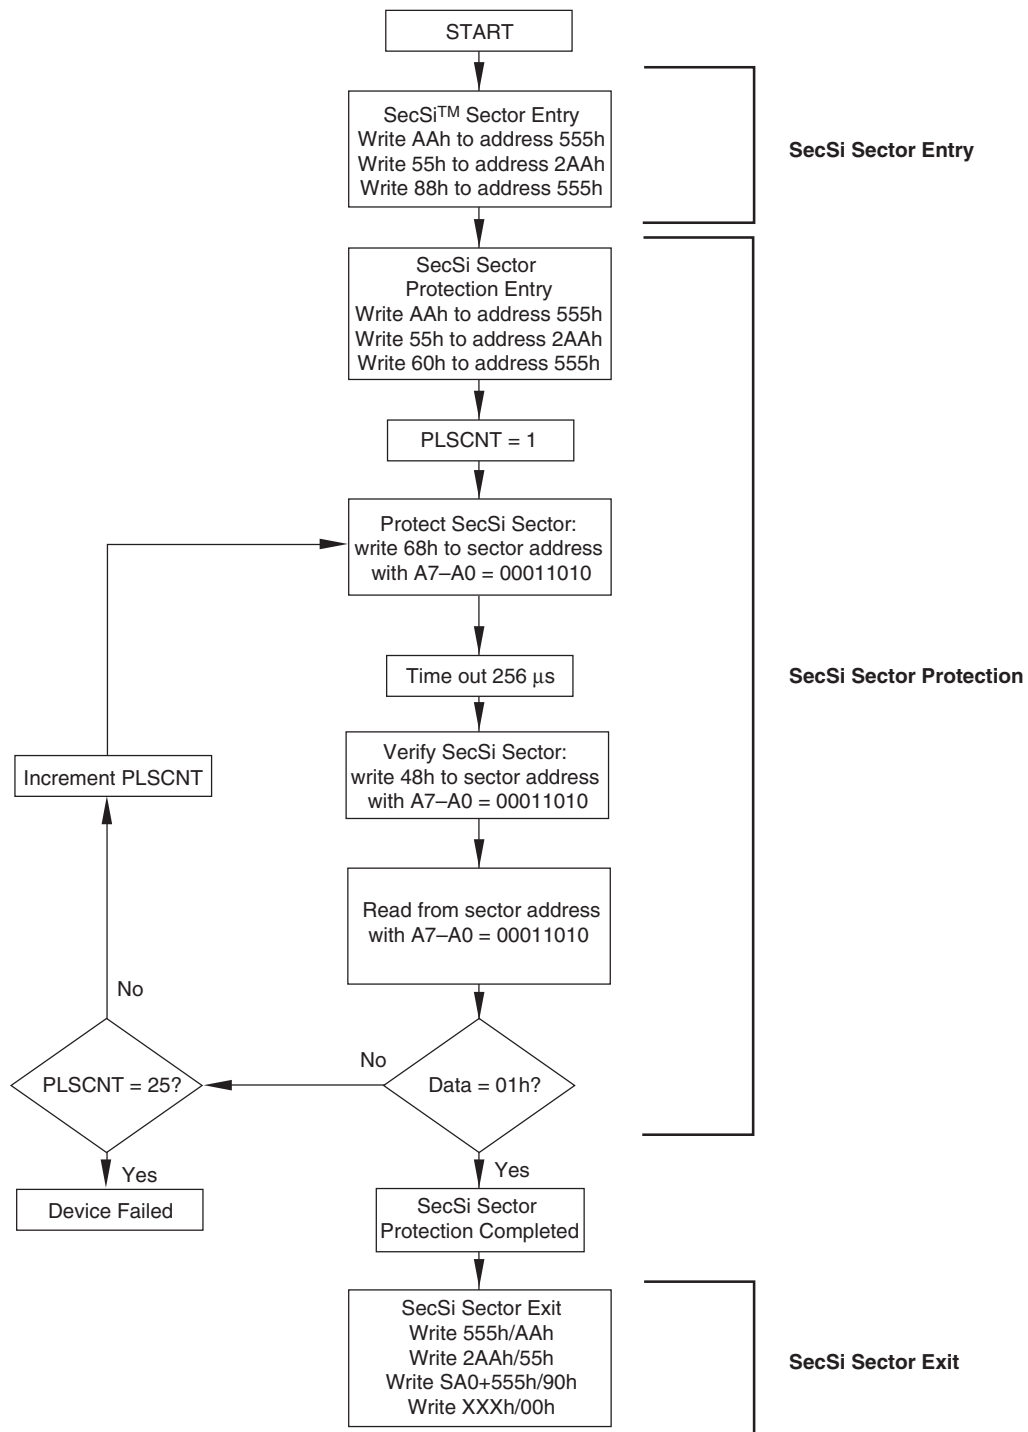 START
SecSi™ Sector Entry
Write AAh to address 555h
Write 55h to address 2AAh
Write 88h to address 555h
SecSi Sector Entry
SecSi Sector
Protection Entry
Write AAh to address 555h
Write 55h to address 2AAh
Write 60h to address 555h
PLSCNT = 1
Protect SecSi Sector:
write 68h to sector address
with A7–A0 = 00011010
Time out 256 μs
SecSi Sector Protection
Verify SecSi Sector:
write 48h to sector address
with A7–A0 = 00011010
Increment PLSCNT
Read from sector address
with A7–A0 = 00011010
No
No
PLSCNT = 25?
Data = 01h?
Yes
Yes
Device Failed
SecSi Sector
Protection Completed
SecSi Sector Exit
Write 555h/AAh
Write 2AAh/55h
Write SA0+555h/90h
Write XXXh/00h
SecSi Sector Exit